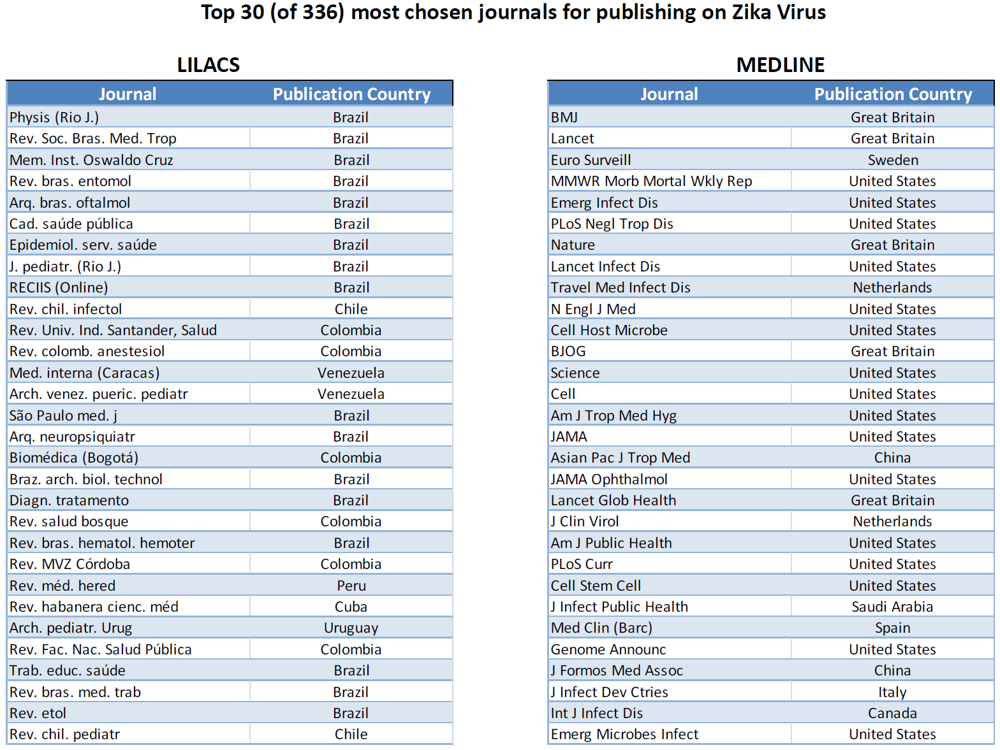 Top 30 (of 336) most chosen journals for publishing on Zika Virus
LILACS
Journal Publication Country
Physis (Rio J.) Brazil
Rev. Soc. Bras. Med. Trop Brazil
Mem. Inst. Oswaldo Cruz Brazil
Rev. bras. entomol Brazil
Arq. bras. oftalmol Brazil
Cad. saúde pública Brazil
Epidemiol. serv. saúde Brazil
J. pediatr. (Rio J.) Brazil
RECIIS (Online) Brazil
Rev. chil. infectol Chile
Rev. Univ. Ind. Santander, Salud Colombia
Rev. colomb. anestesiol Colombia
Med. interna (Caracas) Venezuela
Arch. venez. pueric. pediatr Venezuela
São Paulo med. j Brazil
Arq. neuropsiquiatr Brazil
Biomédica (Bogotá) Colombia
Braz. arch. biol. technol Brazil
Diagn. tratamento Brazil
Rev. salud bosque Colombia
Rev. bras. hematol. hemoter Brazil
Rev. MVZ Córdoba Colombia
Rev. méd. hered Peru
Rev. habanera cienc. méd Cuba
Arch. pediatr. Urug Uruguay
Rev. Fac. Nac. Salud Pública Colombia
Trab. educ. saúde Brazil
Rev. bras. med. trab Brazil
Rev. etol Brazil
Rev. chil. pediatr Chile
MEDLINE
Journal Publication Country
BMJ Great Britain
Lancet Great Britain
Euro Surveill Sweden
MMWR Morb Mortal Wkly Rep United States
Emerg Infect Dis United States
PLoS Negl Trop Dis United States
Nature Great Britain
Lancet Infect Dis United States
Travel Med Infect Dis Netherlands
N Engl J Med United States
Cell Host Microbe United States
BJOG Great Britain
Science United States
Cell United States
Am J Trop Med Hyg United States
JAMA United States
Asian Pac J Trop Med China
JAMA Ophthalmol United States
Lancet Glob Health Great Britain
J Clin Virol Netherlands
Am J Public Health United States
PLoS Curr United States
Cell Stem Cell United States
J Infect Public Health Saudi Arabia
Med Clin (Barc) Spain
Genome Announc United States
J Formos Med Assoc China
J Infect Dev Ctries Italy
Int J Infect Dis Canada
Emerg Microbes Infect United States